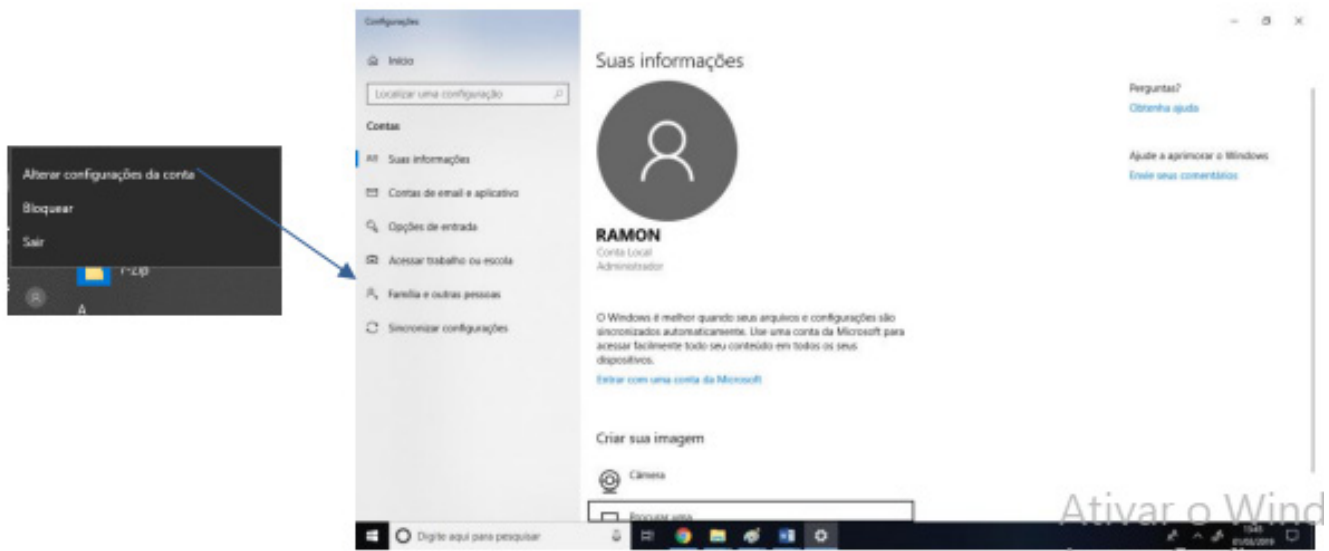 Alterar configurações da conta
Bloquear
Sair
7-Zip
A
Configurações
Início
Localizar uma configuração
Contas
Suas informações
Contas de email e aplicativo
Opções de entrada
Acessar trabalho ou escola
Família e outras pessoas
Sincronizar configurações
Suas informações
RAMON
Conta Local
Administrador
O Windows é melhor quando seus arquivos e configurações são
sincronizados automaticamente. Use uma conta da Microsoft para
acessar facilmente todo seu conteúdo em todos os seus
dispositivos.
Entrar com uma conta da Microsoft
Criar sua imagem
Câmera
Procurar uma
Perguntas?
Obtenha ajuda
Ajude a aprimorar o Windows
Envie seus comentários
Ativar o Wind
Digite aqui para pesquisar